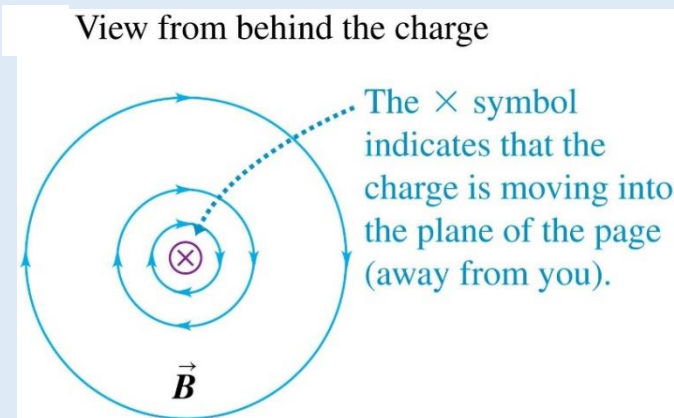 View from behind the charge
The × symbol
indicates that the
charge is moving into
the plane of the page
(away from you).
B⃗